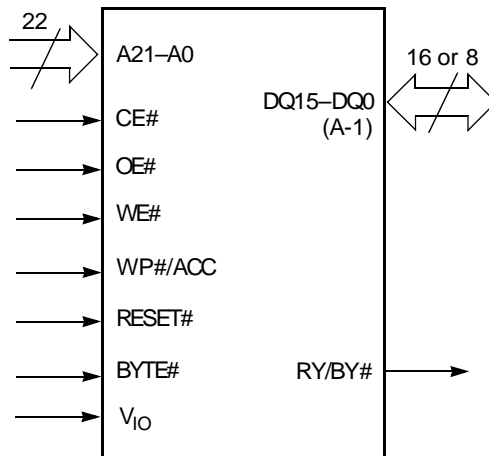 22
A21–A0
16 or 8
DQ15–DQ0
(A-1)
CE#
OE#
WE#
WP#/ACC
RESET#
BYTE#
RY/BY#
VIO